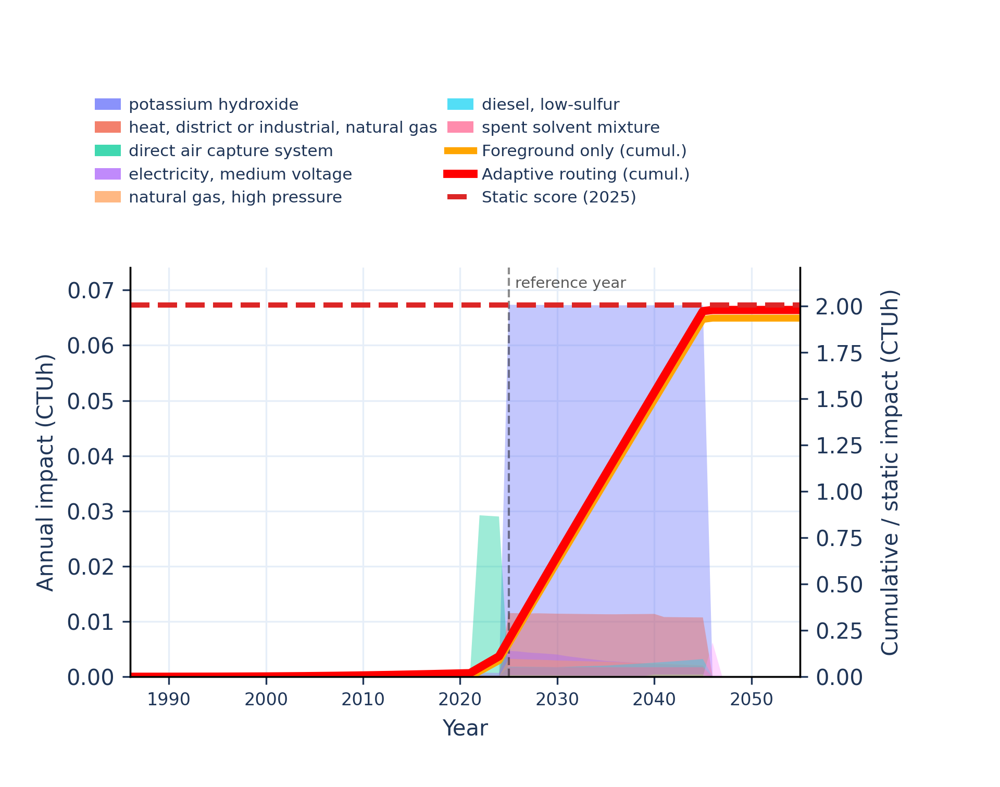 potassium hydroxide
heat, district or industrial, natural gas
direct air capture system
electricity, medium voltage
natural gas, high pressure
diesel, low-sulfur
spent solvent mixture
Foreground only (cumul.)
Adaptive routing (cumul.)
Static score (2025)
reference year
Annual impact (CTUh)
0.07
0.06
0.05
0.04
0.03
0.02
0.01
0.00
2.00
1.75
1.50
1.25
1.00
0.75
0.50
0.25
0.00
Cumulative / static impact (CTUh)
1990 2000 2010 2020 2030 2040 2050
Year